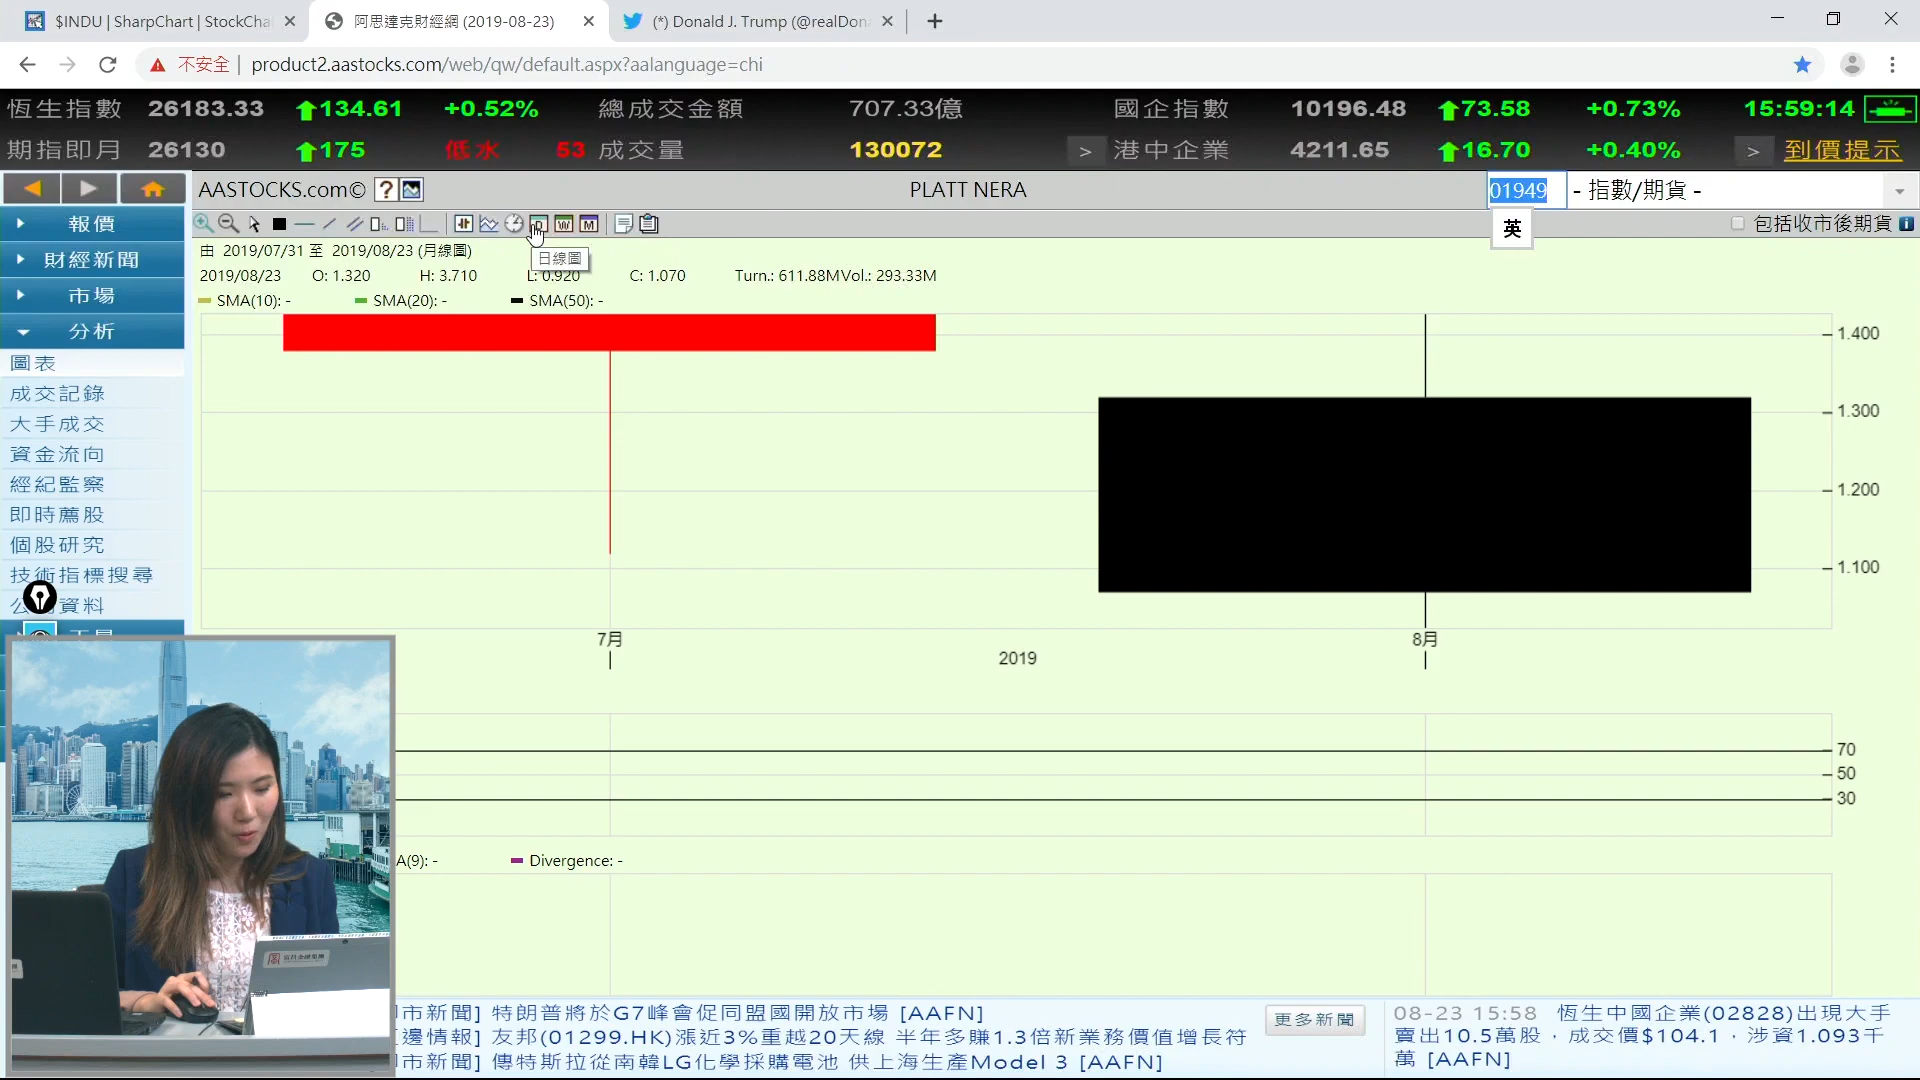 $INDU | SharpChart | StockCha
阿思達克財經網 (2019-08-23)
(*) Donald J. Trump (@realDona
不安全 | product2.aastocks.com/web/qw/default.aspx?aalanguage=chi
恆生指數 26183.33 134.61 +0.52% 總成交金額 707.33億 國企指數 10196.48 73.58 +0.73% 15:59:14
期指即月 26130 175 低水 53 成交量 130072 > 港中企業 4211.65 16.70 +0.40% > 到價提示
AASTOCKS.com© ? PLATT NERA 01949 - 指數/期貨 -
英
D W M
包括收市後期貨 i
報價
財經新聞
市場
分析
圖表
成交記錄
大手成交
資金流向
經紀監察
即時薦股
個股研究
技術指標搜尋
資料
由 2019/07/31 至 2019/08/23 (月線圖)
日線圖
2019/08/23 O: 1.320 H: 3.710 L: 0.920 C: 1.070 Turn.: 611.88M Vol.: 293.33M
SMA(10): - SMA(20): - SMA(50): -
1.400
1.300
1.200
1.100
7月 8月
2019
70
50
30
A(9): - Divergence: -
市新聞] 特朗普將於G7峰會促同盟國開放市場 [AAFN]
邊情報] 友邦(01299.HK)漲近3%重越20天線 半年多賺1.3倍新業務價值增長符
市新聞] 傳特斯拉從南韓LG化學採購電池 供上海生產Model 3 [AAFN]
更多新聞
08-23 15:58 恆生中國企業(02828)出現大手
賣出10.5萬股，成交價$104.1，涉資1.093千
萬 [AAFN]